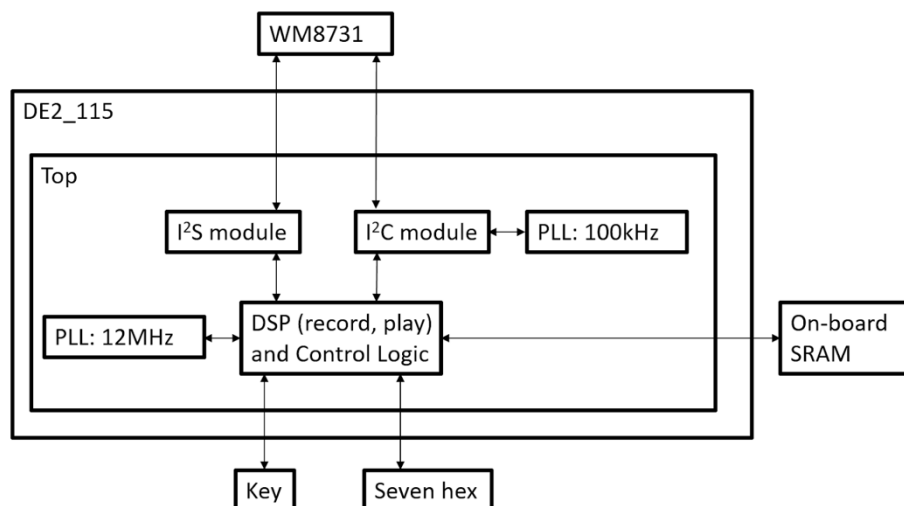 WM8731
DE2_115
Top
I²S module
I²C module
PLL: 100kHz
PLL: 12MHz
DSP (record, play)
and Control Logic
On-board
SRAM
Key
Seven hex